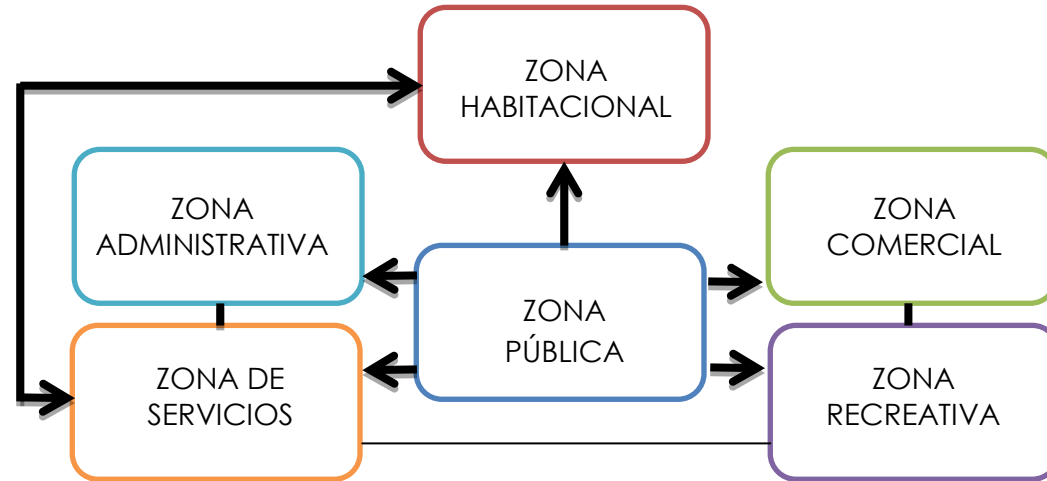 ZONA
HABITACIONAL
ZONA
ADMINISTRATIVA
ZONA
COMERCIAL
ZONA
PÚBLICA
ZONA DE
SERVICIOS
ZONA
RECREATIVA